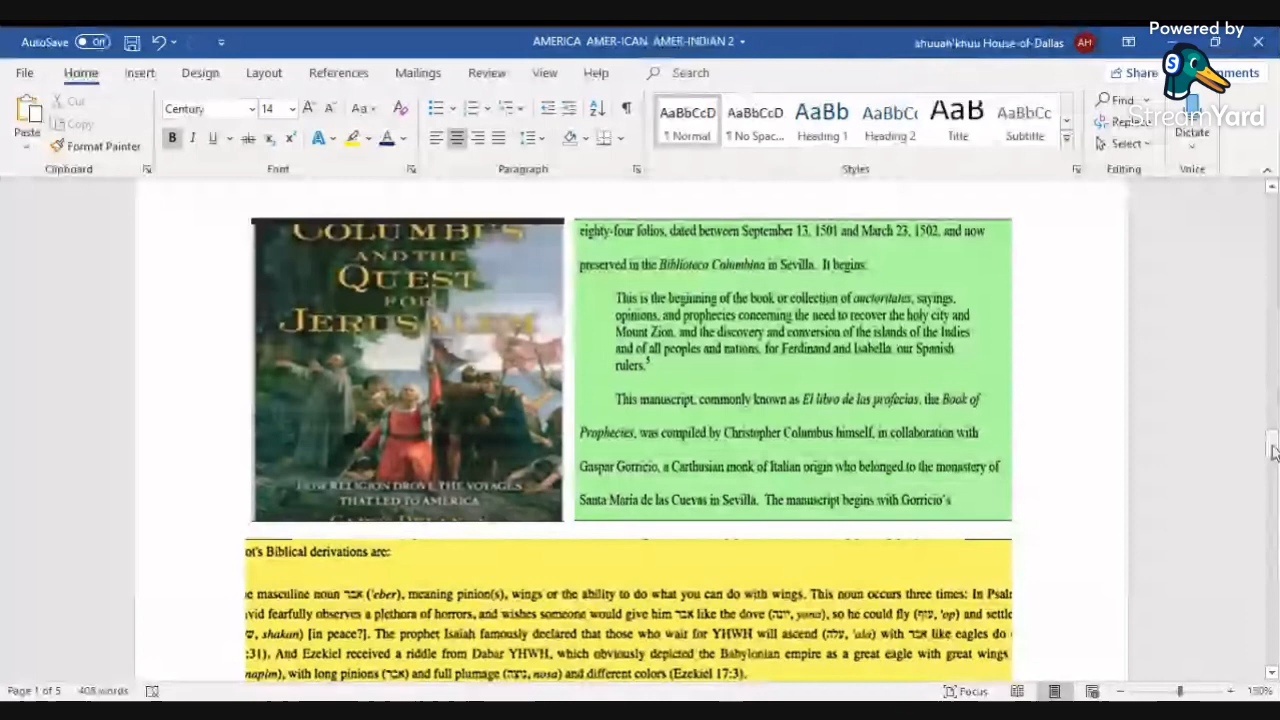 Powered by
StreamYard
AutoSave Off
AMERICA AMER-ICAN AMER-INDIAN 2
shuuah'khuu House-of-Dallas AH
File Home Insert Design Layout References Mailings Review View Help Search
Share
Paste
Cut
Copy
Format Painter
Clipboard
Century 14
Font
Paragraph
AaBbCcD AaBbCcD AaBb AaBbCc AaB AaBbCc
¶ Normal ¶ No Spac... Heading 1 Heading 2 Title Subtitle
Styles
Find
Select
Editing
Dictate
Voice
COLUMBUS
AND THE
QUEST
FOR
JERUSALEM
HOW RELIGION DROVE THE VOYAGES
THAT LED TO AMERICA
eighty-four folios, dated between September 13, 1501 and March 23, 1502, and now
preserved in the Biblioteca Columbina in Sevilla. It begins:
This is the beginning of the book or collection of auctoritates, sayings,
opinions, and prophecies concerning the need to recover the holy city and
Mount Zion, and the discovery and conversion of the islands of the Indies
and of all peoples and nations, for Ferdinand and Isabella, our Spanish
rulers.5
This manuscript, commonly known as El libro de las profecías, the Book of
Prophecies, was compiled by Christopher Columbus himself, in collaboration with
Gaspar Gorricio, a Carthusian monk of Italian origin who belonged to the monastery of
Santa Maria de las Cuevas in Sevilla. The manuscript begins with Gorricio's
ot's Biblical derivations are:
e masculine noun אבר ('eber), meaning pinion(s), wings or the ability to do what you can do with wings. This noun occurs three times: In Psal
vid fearfully observes a plethora of horrors, and wishes someone would give him אבר like the dove (יונה, yona), so he could fly (עוף, 'op) and settle
shakan) [in peace?]. The prophet Isaiah famously declared that those who wait for YHWH will ascend (עלה, 'ala) with אבר like eagles do
:31). And Ezekiel received a riddle from Dabar YHWH, which obviously depicted the Babylonian empire as a great eagle with great wings
napim), with long pinions (אבר) and full plumage (נוצה, nosa) and different colors (Ezekiel 17:3).
Page 1 of 5 408 words
Focus
150%